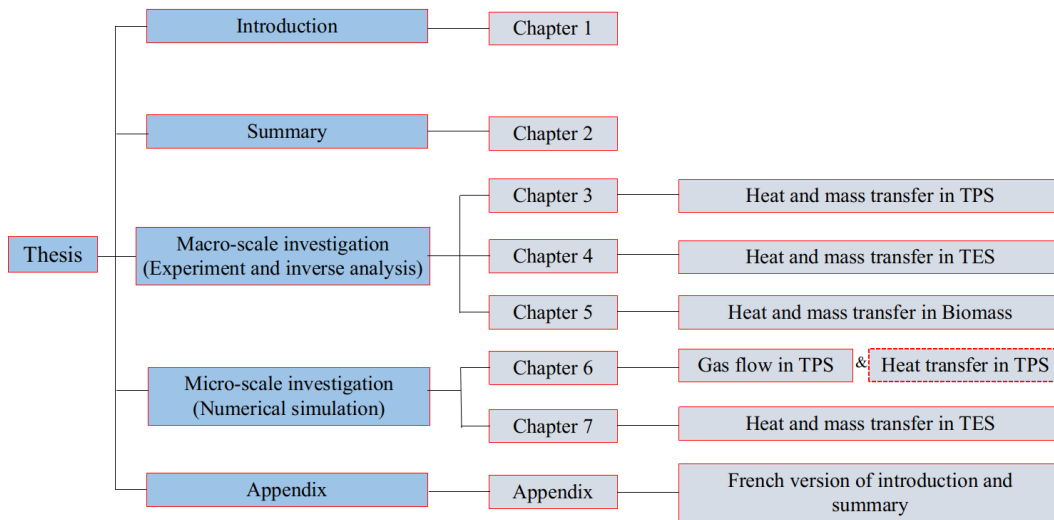 Introduction
Chapter 1
Summary
Chapter 2
Thesis
Macro-scale investigation
(Experiment and inverse analysis)
Chapter 3
Heat and mass transfer in TPS
Chapter 4
Heat and mass transfer in TES
Chapter 5
Heat and mass transfer in Biomass
Micro-scale investigation
(Numerical simulation)
Chapter 6
Gas flow in TPS
&
Heat transfer in TPS
Chapter 7
Heat and mass transfer in TES
Appendix
Appendix
French version of introduction and
summary